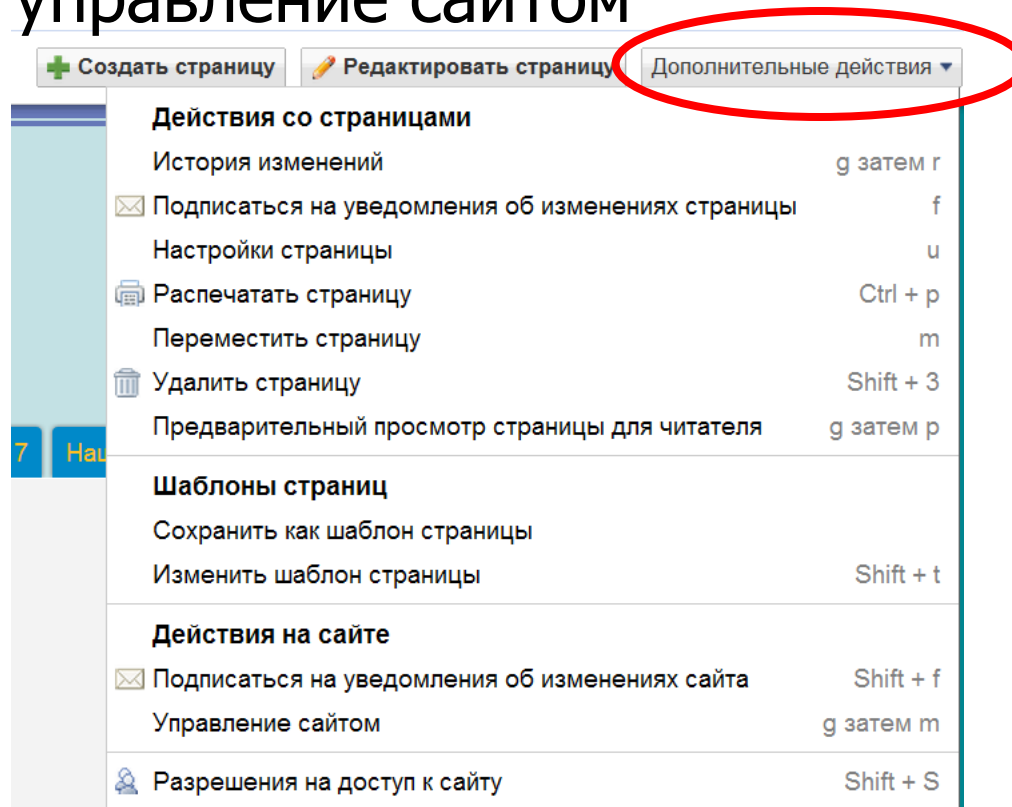 управление сайтом
Создать страницу Редактировать страницу Дополнительные действия
Действия со страницами
История изменений g затем r
Подписаться на уведомления об изменениях страницы f
Настройки страницы u
Распечатать страницу Ctrl + p
Переместить страницу m
Удалить страницу Shift + 3
Предварительный просмотр страницы для читателя g затем p
7 Наш
Шаблоны страниц
Сохранить как шаблон страницы
Изменить шаблон страницы Shift + t
Действия на сайте
Подписаться на уведомления об изменениях сайта Shift + f
Управление сайтом g затем m
Разрешения на доступ к сайту Shift + S